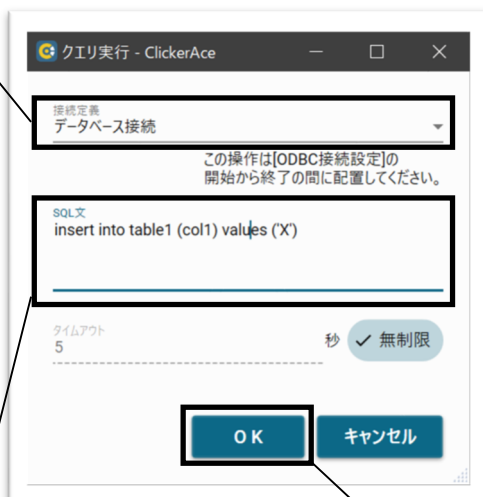 クエリ実行 - ClickerAce
接続定義
データベース接続
この操作は[ODBC接続設定]の
開始から終了の間に配置してください。
SQL文
insert into table1 (col1) values ('X')
タイムアウト
5 秒 ✓ 無制限
ＯＫ キャンセル